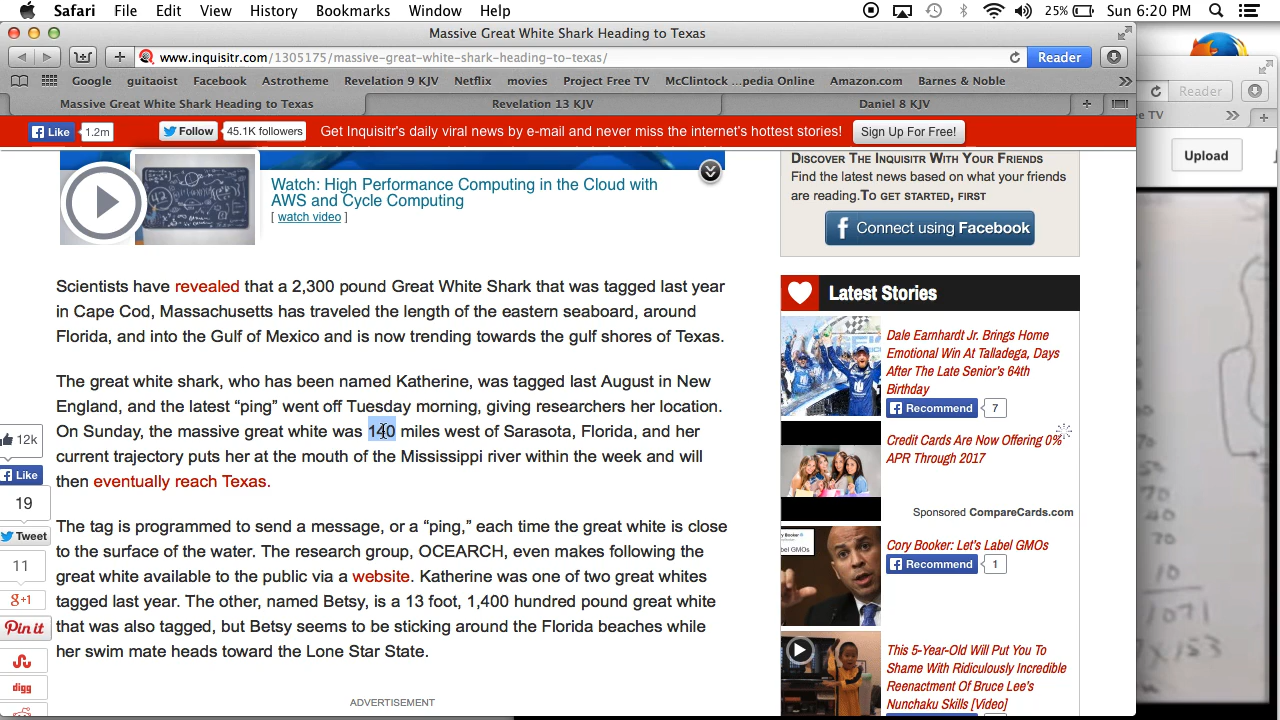 Safari File Edit View History Bookmarks Window Help 25% Sun 6:20 PM
Massive Great White Shark Heading to Texas
www.inquisitr.com/1305175/massive-great-white-shark-heading-to-texas/ Reader
Reader
Google guitaoist Facebook Astrotheme Revelation 9 KJV Netflix movies Project Free TV McClintock ...pedia Online Amazon.com Barnes & Noble
e TV
Massive Great White Shark Heading to Texas Revelation 13 KJV Daniel 8 KJV
Like 1.2m Follow 45.1K followers Get Inquisitr's daily viral news by e-mail and never miss the internet's hottest stories! Sign Up For Free!
Upload
Watch: High Performance Computing in the Cloud with
AWS and Cycle Computing
[ watch video ]
Discover The Inquisitr With Your Friends
Find the latest news based on what your friends
are reading.To get started, first
Connect using Facebook
Scientists have revealed that a 2,300 pound Great White Shark that was tagged last year
in Cape Cod, Massachusetts has traveled the length of the eastern seaboard, around
Florida, and into the Gulf of Mexico and is now trending towards the gulf shores of Texas.
The great white shark, who has been named Katherine, was tagged last August in New
England, and the latest “ping” went off Tuesday morning, giving researchers her location.
On Sunday, the massive great white was 140 miles west of Sarasota, Florida, and her
current trajectory puts her at the mouth of the Mississippi river within the week and will
then eventually reach Texas.
The tag is programmed to send a message, or a “ping,” each time the great white is close
to the surface of the water. The research group, OCEARCH, even makes following the
great white available to the public via a website. Katherine was one of two great whites
tagged last year. The other, named Betsy, is a 13 foot, 1,400 hundred pound great white
that was also tagged, but Betsy seems to be sticking around the Florida beaches while
her swim mate heads toward the Lone Star State.
ADVERTISEMENT
12k
Like
19
Tweet
11
g+1
Pin it
digg
Latest Stories
Dale Earnhardt Jr. Brings Home
Emotional Win At Talladega, Days
After The Late Senior's 64th
Birthday
Recommend 7
Credit Cards Are Now Offering 0%
APR Through 2017
Sponsored CompareCards.com
Cory Booker: Let's Label GMOs
Recommend 1
This 5-Year-Old Will Put You To
Shame With Ridiculously Incredible
Reenactment Of Bruce Lee's
Nunchaku Skills [Video]
70
40
70
10
1071
7 x 153